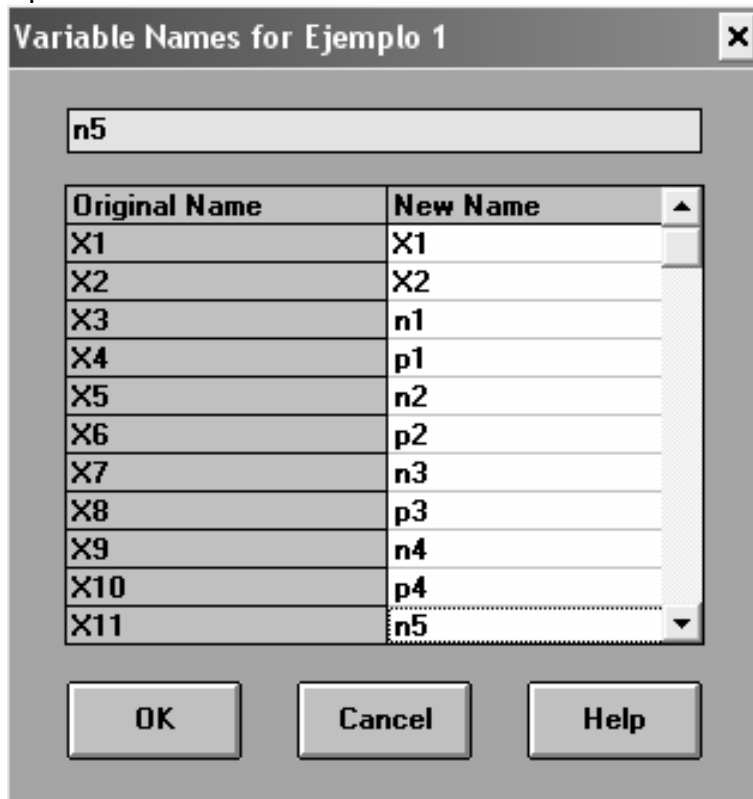 Variable Names for Ejemplo 1
n5
Original Name New Name
X1 X1
X2 X2
X3 n1
X4 p1
X5 n2
X6 p2
X7 n3
X8 p3
X9 n4
X10 p4
X11 n5
OK Cancel Help